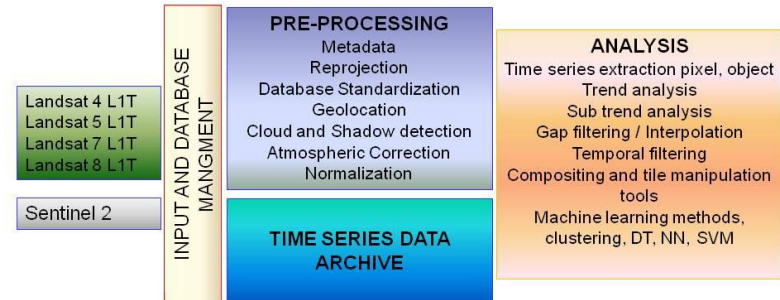 Landsat 4 L1T
Landsat 5 L1T
Landsat 7 L1T
Landsat 8 L1T
Sentinel 2
INPUT AND DATABASE
MANGMENT
PRE-PROCESSING
Metadata
Reprojection
Database Standardization
Geolocation
Cloud and Shadow detection
Atmospheric Correction
Normalization
TIME SERIES DATA
ARCHIVE
ANALYSIS
Time series extraction pixel, object
Trend analysis
Sub trend analysis
Gap filtering / Interpolation
Temporal filtering
Compositing and tile manipulation
tools
Machine learning methods,
clustering, DT, NN, SVM